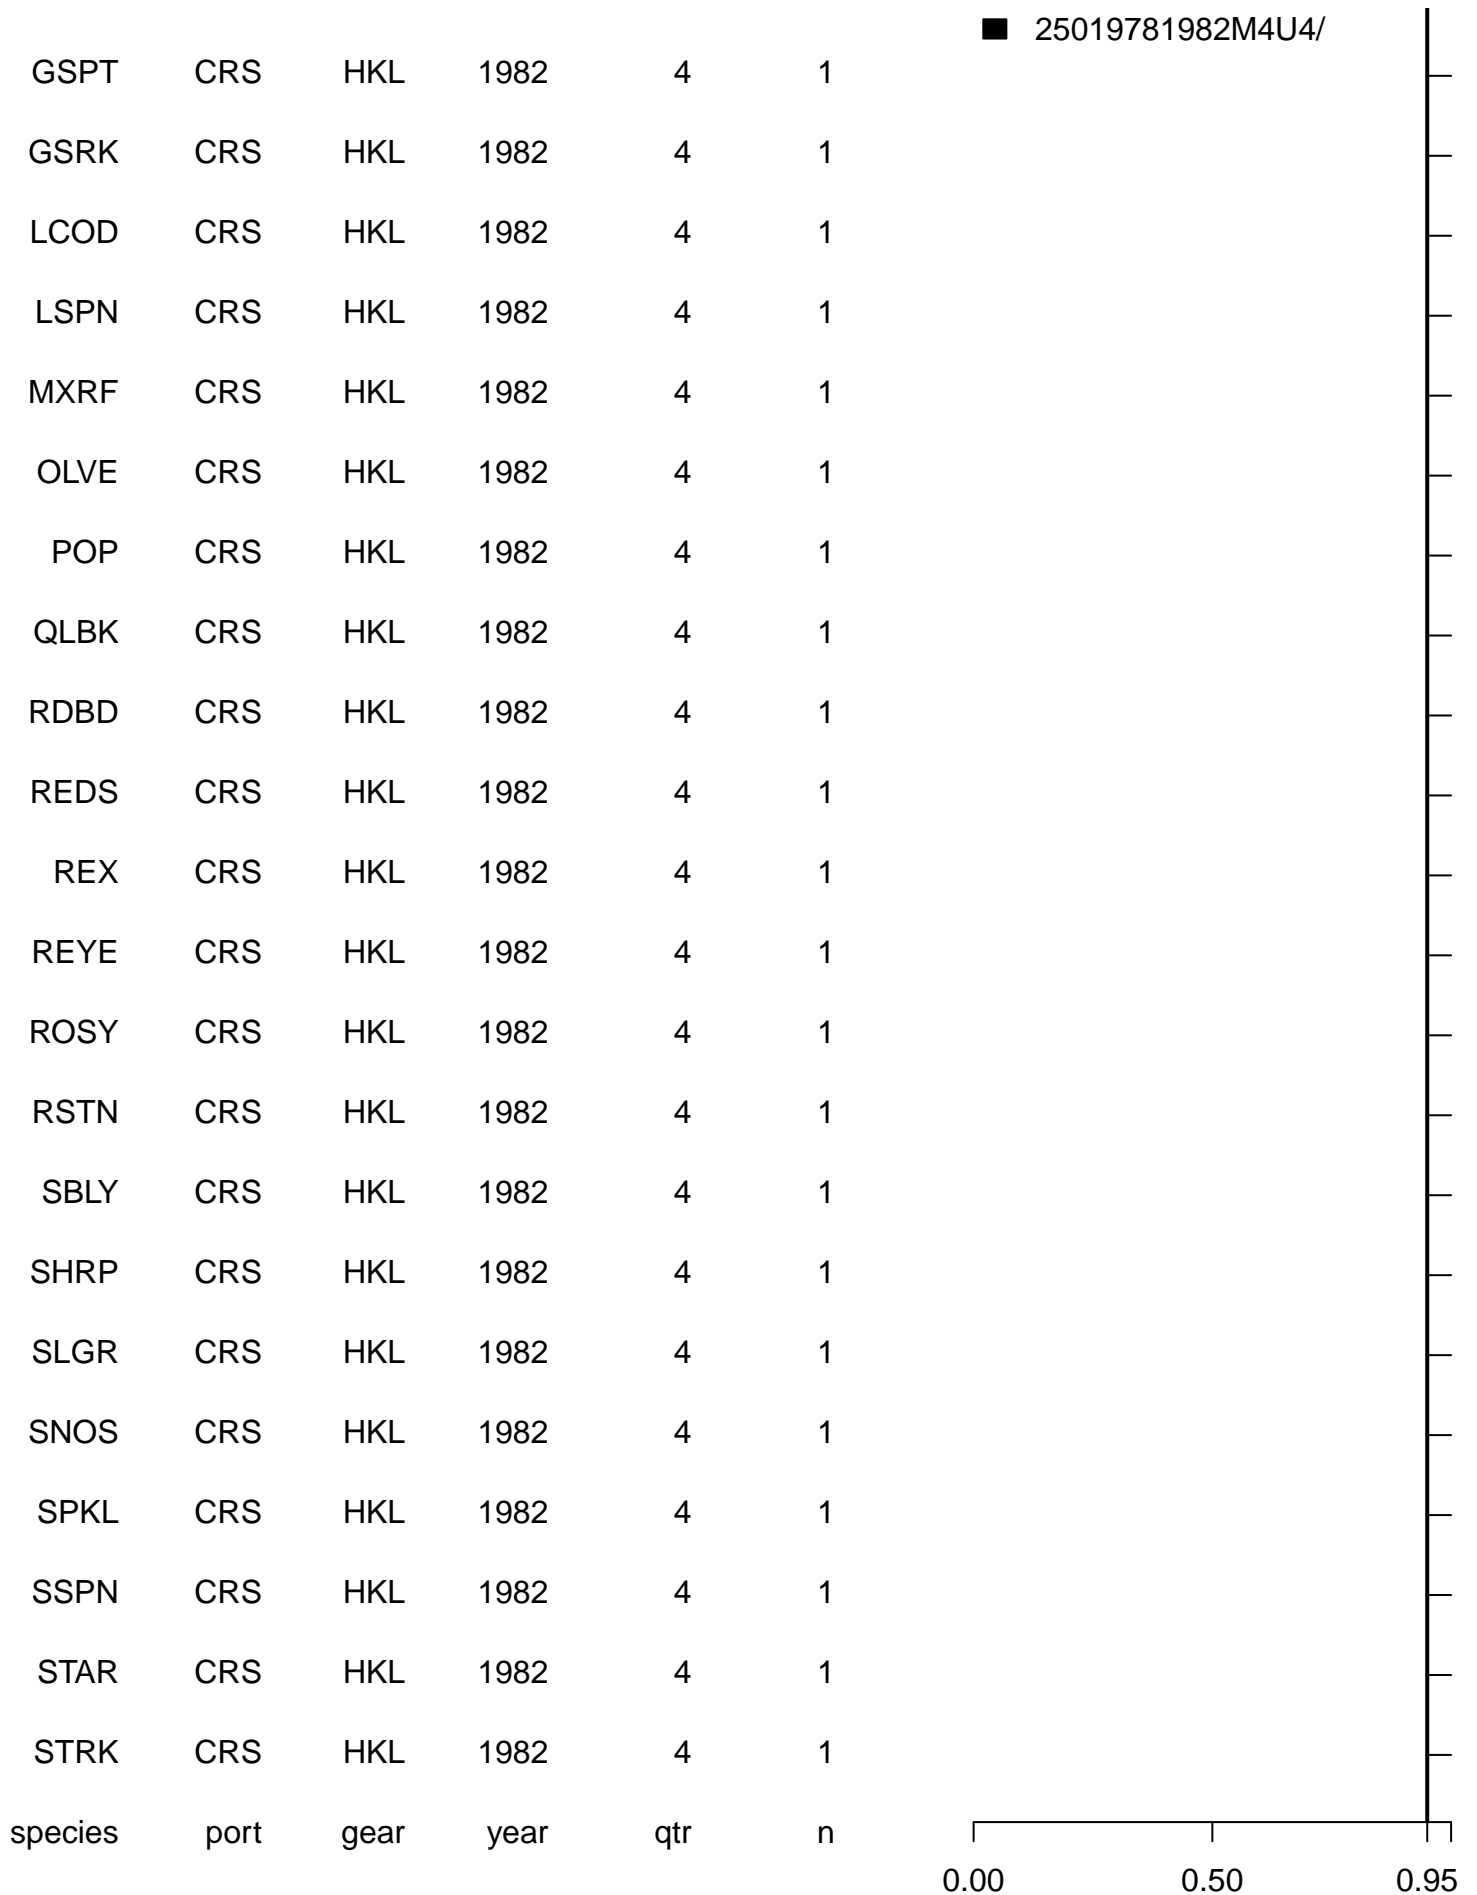 25019781982M4U4/
GSPT CRS HKL 1982 4 1
GSRK CRS HKL 1982 4 1
LCOD CRS HKL 1982 4 1
LSPN CRS HKL 1982 4 1
MXRF CRS HKL 1982 4 1
OLVE CRS HKL 1982 4 1
POP CRS HKL 1982 4 1
QLBK CRS HKL 1982 4 1
RDBD CRS HKL 1982 4 1
REDS CRS HKL 1982 4 1
REX CRS HKL 1982 4 1
REYE CRS HKL 1982 4 1
ROSY CRS HKL 1982 4 1
RSTN CRS HKL 1982 4 1
SBLY CRS HKL 1982 4 1
SHRP CRS HKL 1982 4 1
SLGR CRS HKL 1982 4 1
SNOS CRS HKL 1982 4 1
SPKL CRS HKL 1982 4 1
SSPN CRS HKL 1982 4 1
STAR CRS HKL 1982 4 1
STRK CRS HKL 1982 4 1
species port gear year qtr n
0.00 0.50 0.95